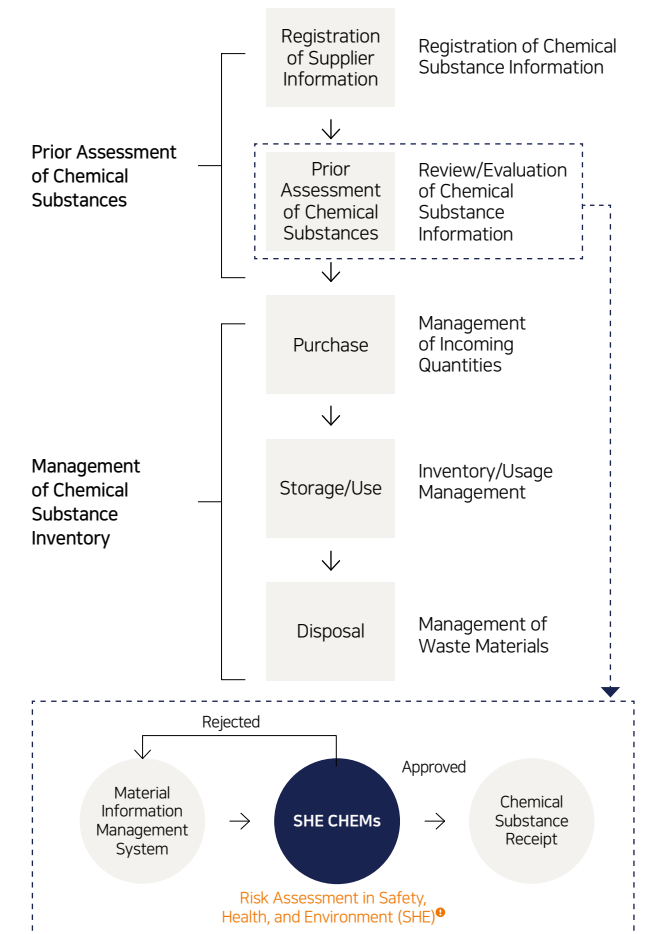 Registration
of Supplier
Information
Registration of Chemical
Substance Information
Prior Assessment
of Chemical
Substances
Prior
Assessment
of Chemical
Substances
Review/Evaluation
of Chemical
Substance
Information
Purchase
Management
of Incoming
Quantities
Management
of Chemical
Substance
Inventory
Storage/Use
Inventory/Usage
Management
Disposal
Management of
Waste Materials
Rejected
Approved
Material
Information
Management
System
SHE CHEMs
Chemical
Substance
Receipt
Risk Assessment in Safety,
Health, and Environment (SHE)